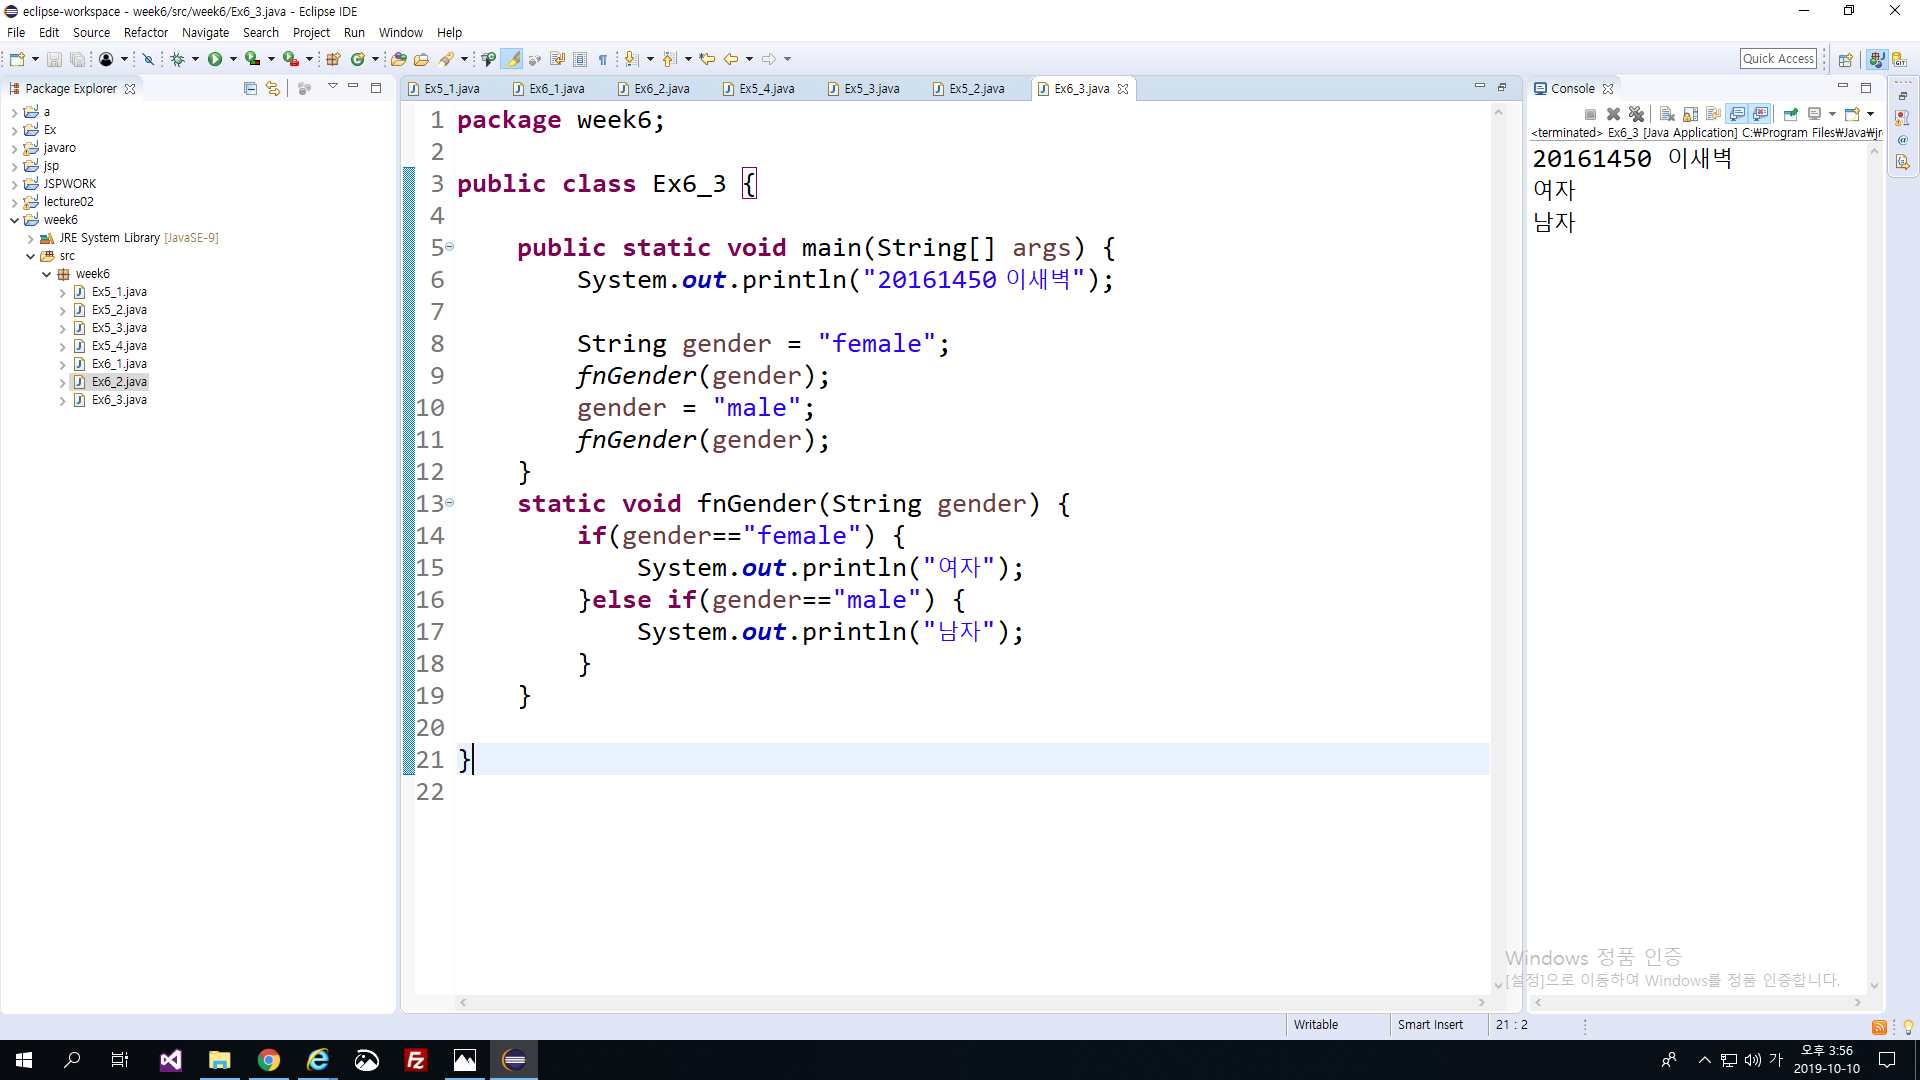 eclipse-workspace - week6/src/week6/Ex6_3.java - Eclipse IDE
File Edit Source Refactor Navigate Search Project Run Window Help
Quick Access
Package Explorer
a
Ex
javaro
jsp
JSPWORK
lecture02
week6
JRE System Library [JavaSE-9]
src
week6
Ex5_1.java
Ex5_2.java
Ex5_3.java
Ex5_4.java
Ex6_1.java
Ex6_2.java
Ex6_3.java
Ex5_1.java Ex6_1.java Ex6_2.java Ex5_4.java Ex5_3.java Ex5_2.java Ex6_3.java
1 package week6;
2
3 public class Ex6_3 {
4
5 public static void main(String[] args) {
6 System.out.println("20161450 이새벽");
7
8 String gender = "female";
9 fnGender(gender);
10 gender = "male";
11 fnGender(gender);
12 }
13 static void fnGender(String gender) {
14 if(gender=="female") {
15 System.out.println("여자");
16 }else if(gender=="male") {
17 System.out.println("남자");
18 }
19 }
20
21 }
22
Console
<terminated> Ex6_3 [Java Application] C:₩Program Files₩Java₩jr
20161450 이새벽
여자
남자
Windows 정품 인증
[설정]으로 이동하여 Windows를 정품 인증합니다.
Writable Smart Insert 21 : 2
가 오후 3:56
2019-10-10